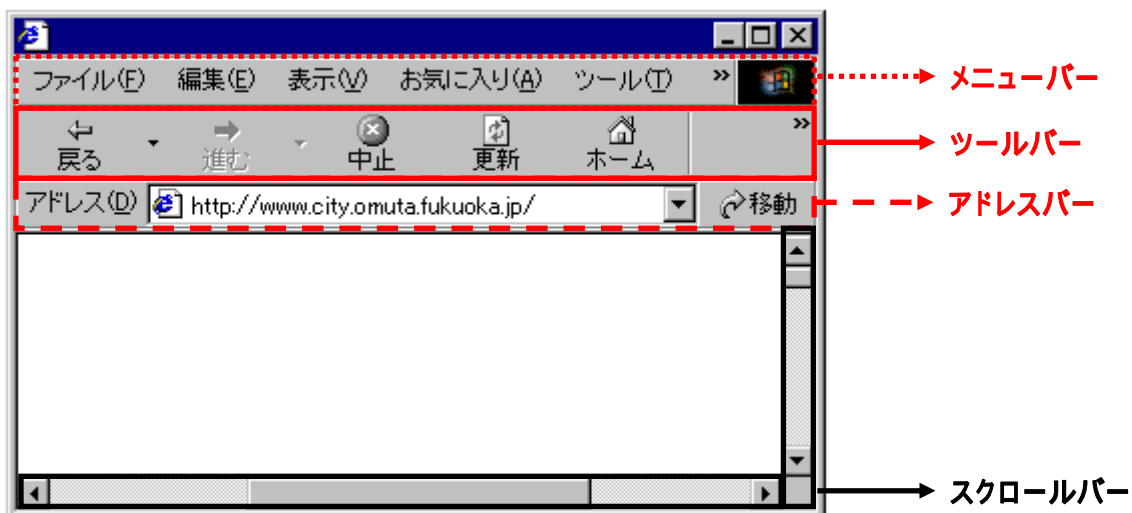 ファイル(F) 編集(E) 表示(V) お気に入り(A) ツール(T) » メニューバー
戻る 進む 中止 更新 ホーム » ツールバー
アドレス(D) http://www.city.omuta.fukuoka.jp/ 移動 アドレスバー
スクロールバー